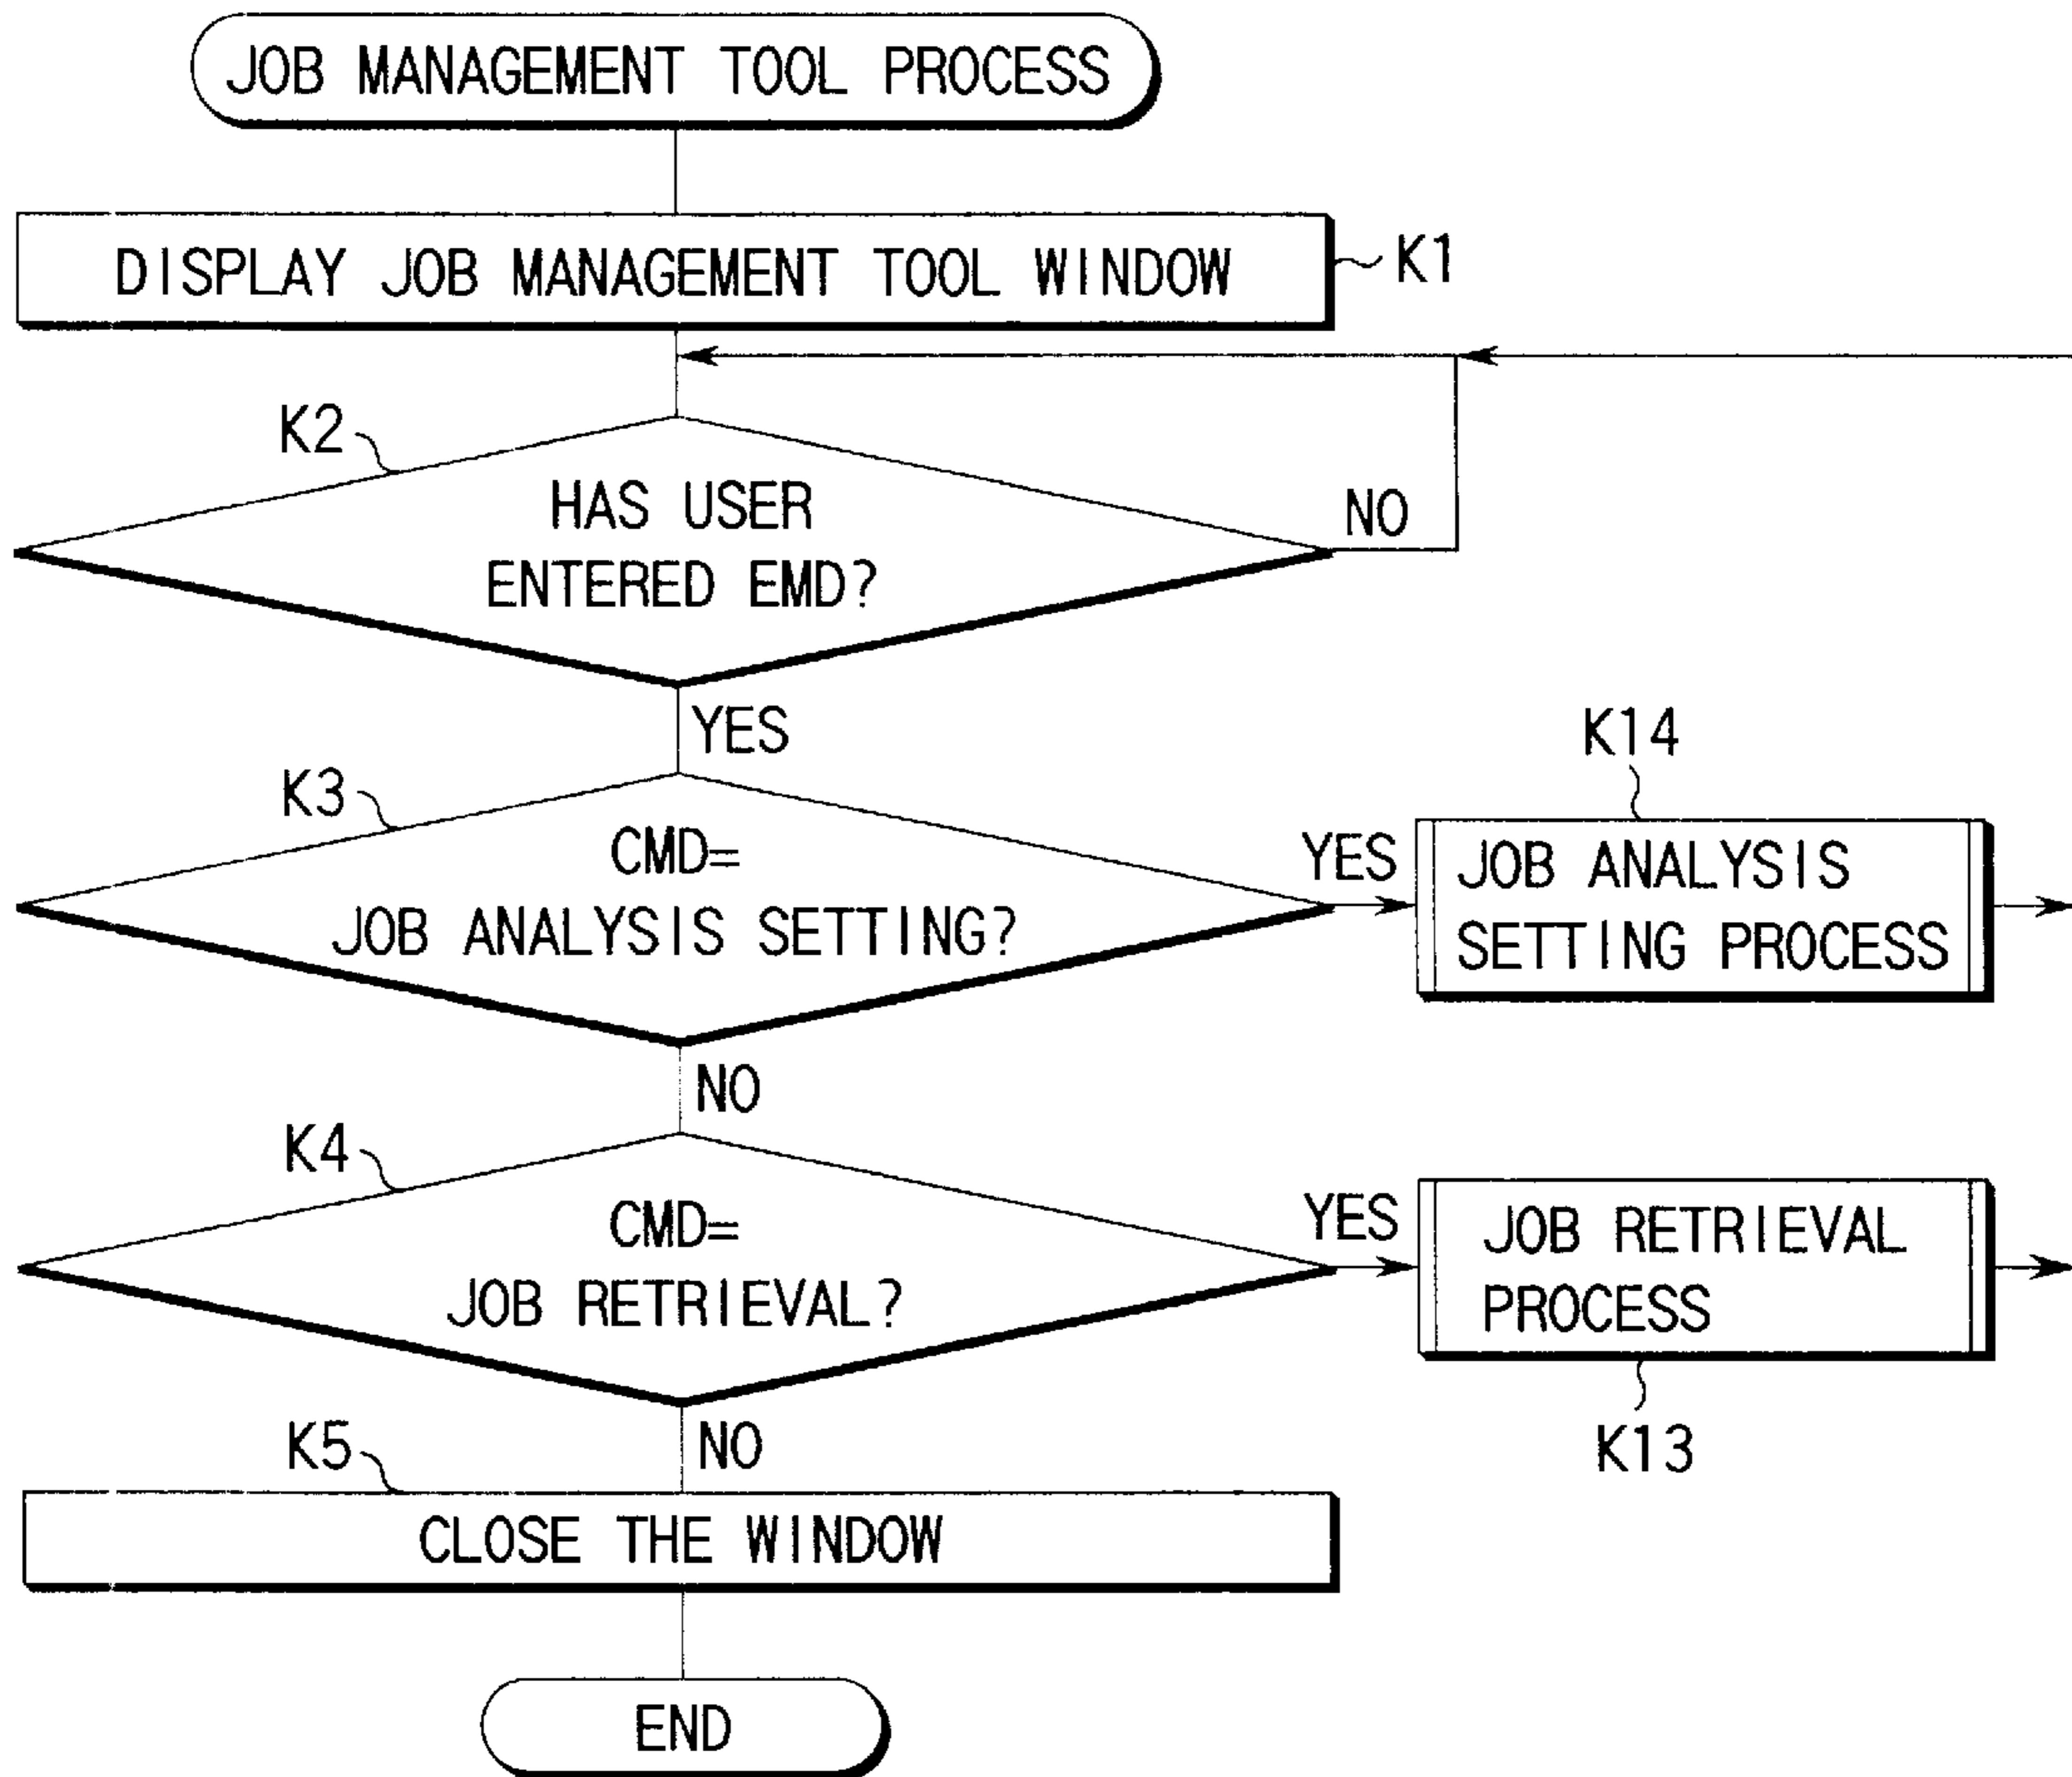 JOB MANAGEMENT TOOL PROCESS
DISPLAY JOB MANAGEMENT TOOL WINDOW
K1
K2
HAS USER
ENTERED EMD?
NO
YES
K3
CMD=
JOB ANALYSIS SETTING?
YES
K14
JOB ANALYSIS
SETTING PROCESS
NO
K4
CMD=
JOB RETRIEVAL?
YES
JOB RETRIEVAL
PROCESS
K13
NO
K5
CLOSE THE WINDOW
END